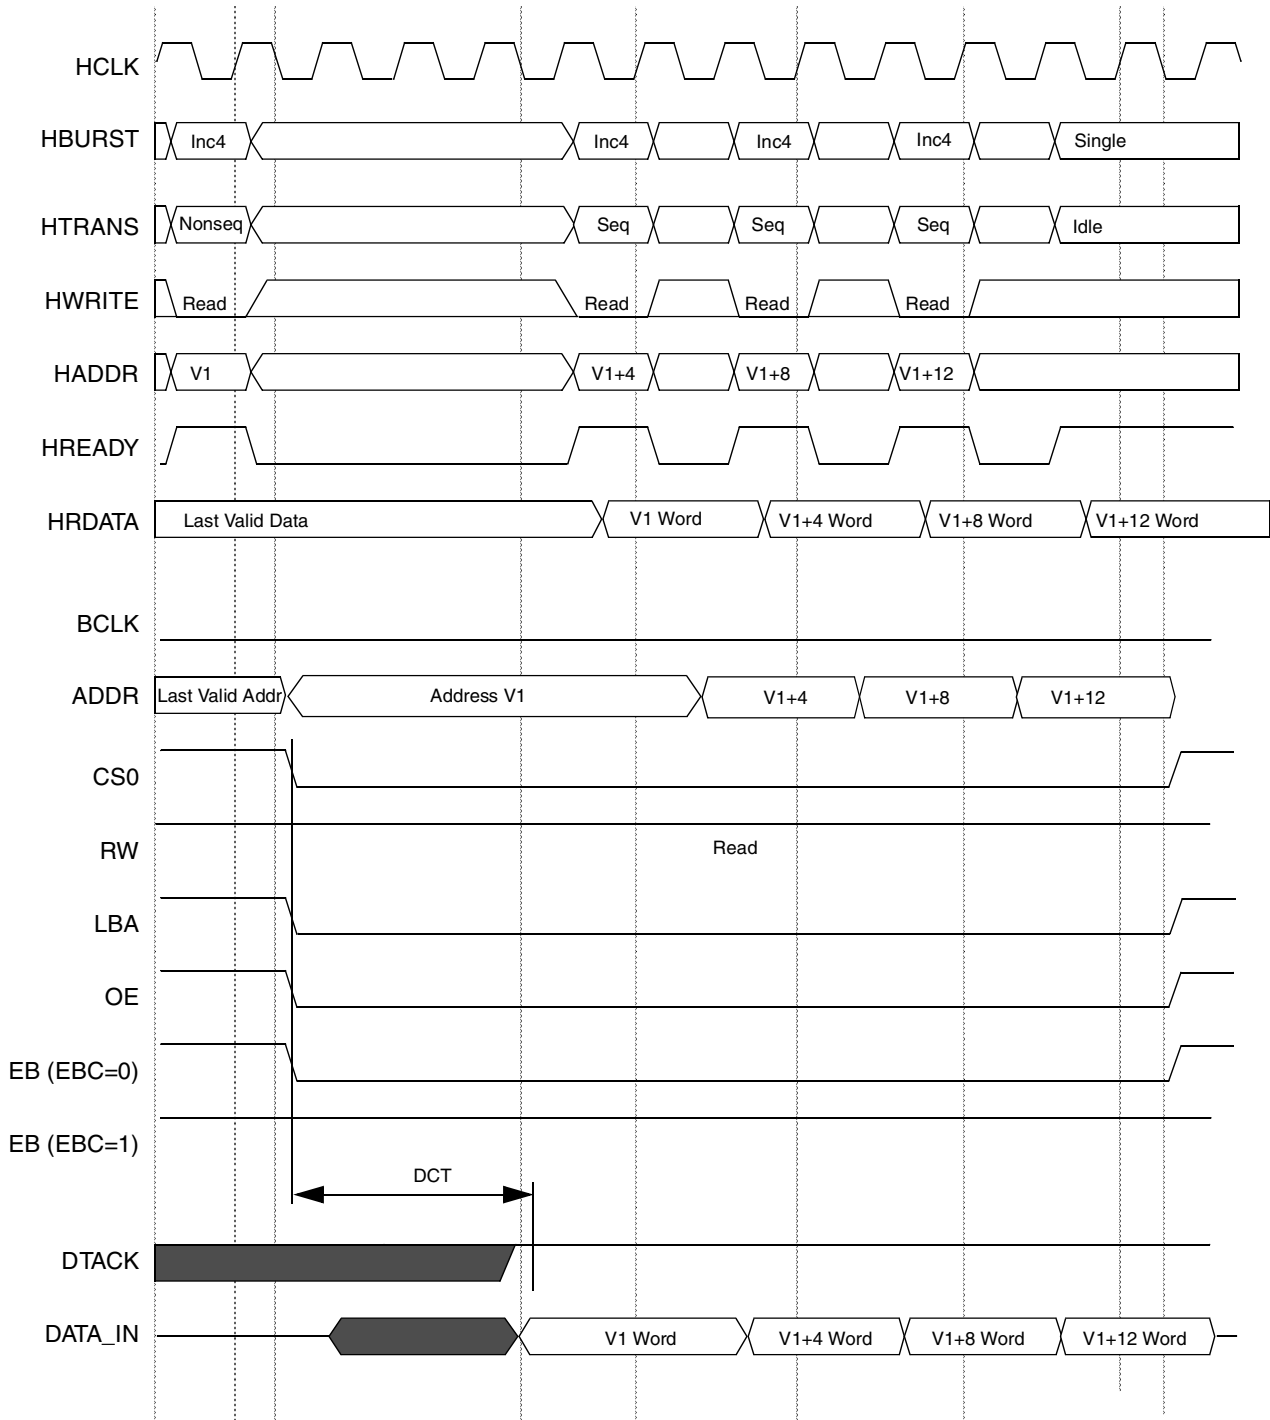 HCLK
HBURST Inc4 Inc4 Inc4 Inc4 Single
HTRANS Nonseq Seq Seq Seq Idle
HWRITE Read Read Read Read
HADDR V1 V1+4 V1+8 V1+12
HREADY
HRDATA Last Valid Data V1 Word V1+4 Word V1+8 Word V1+12 Word
BCLK
ADDR Last Valid Addr Address V1 V1+4 V1+8 V1+12
CS0
RW Read
LBA
OE
EB (EBC=0)
EB (EBC=1)
DCT
DTACK
DATA_IN V1 Word V1+4 Word V1+8 Word V1+12 Word